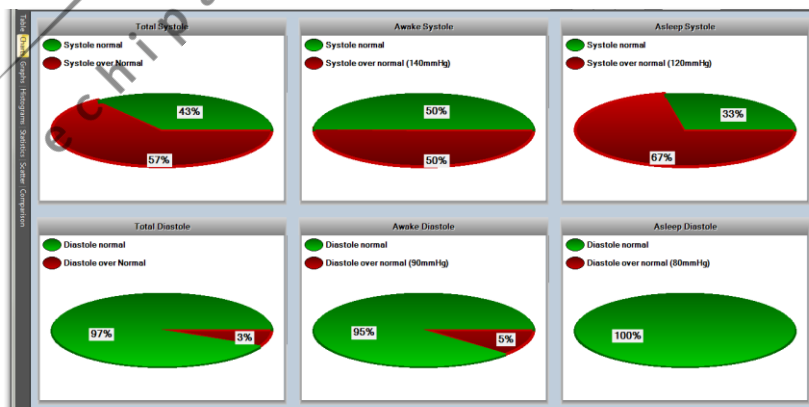 Table
Charts
Graphs
Histograms
Statistics
Scatter
Comparison
Total Systole
Systole normal
Systole over Normal
43%
57%
Awake Systole
Systole normal
Systole over normal (140mmHg)
50%
50%
Asleep Systole
Systole normal
Systole over normal (120mmHg)
33%
67%
Total Diastole
Diastole normal
Diastole over Normal
97%
3%
Awake Diastole
Diastole normal
Diastole over normal (90mmHg)
95%
5%
Asleep Diastole
Diastole normal
Diastole over normal (80mmHg)
100%
echip.